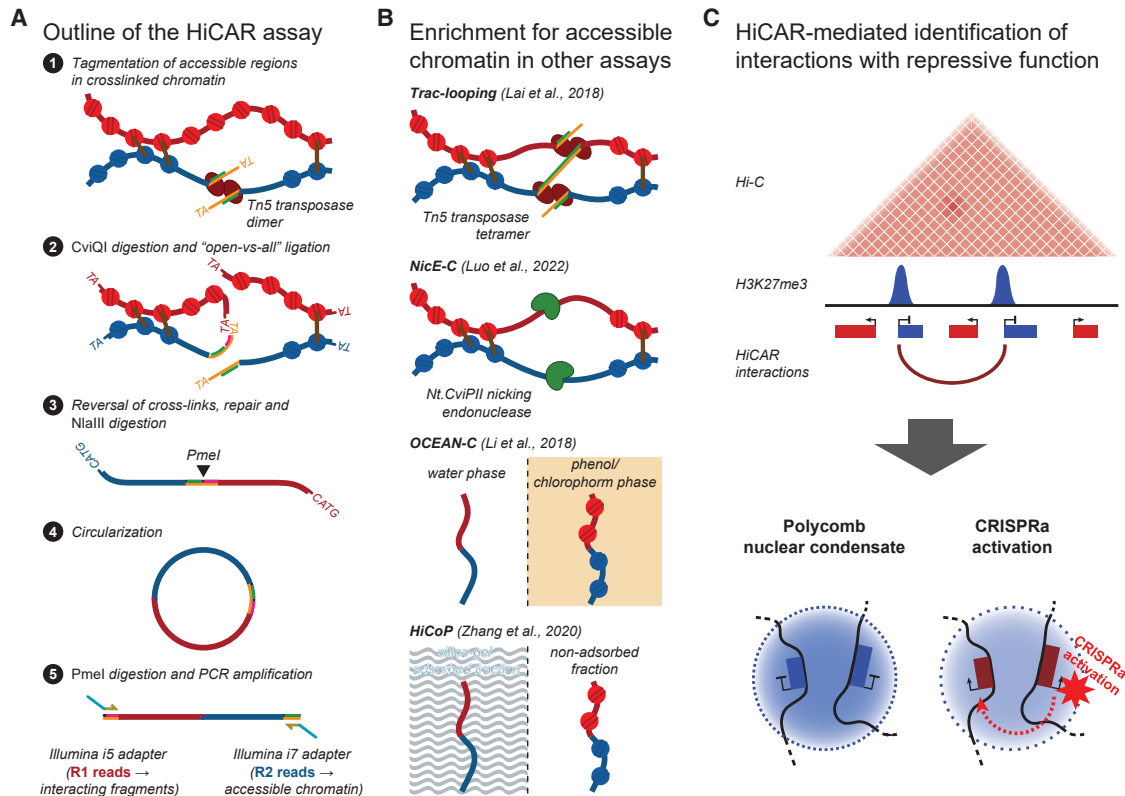 A Outline of the HiCAR assay
1 Tagmentation of accessible regions
in crosslinked chromatin
TA
TA
Tn5 transposase
dimer
2 CviQI digestion and "open-vs-all" ligation
TA
TA
TA
TA
TA
TA
TA
TA
3 Reversal of cross-links, repair and
NlaIII digestion
PmeI
CATG
CATG
4 Circularization
5 PmeI digestion and PCR amplification
Illumina i5 adapter
(R1 reads →
interacting fragments)
Illumina i7 adapter
(R2 reads →
accessible chromatin)
B Enrichment for accessible
chromatin in other assays
Trac-looping (Lai et al., 2018)
Tn5 transposase
tetramer
NicE-C (Luo et al., 2022)
Nt.CviPII nicking
endonuclease
OCEAN-C (Li et al., 2018)
water phase
phenol/
chlorophorm phase
HiCoP (Zhang et al., 2020)
non-adsorbed
fraction
C HiCAR-mediated identification of
interactions with repressive function
Hi-C
H3K27me3
HiCAR
interactions
Polycomb
nuclear condensate
CRISPRa
activation
CRISPRa
activation